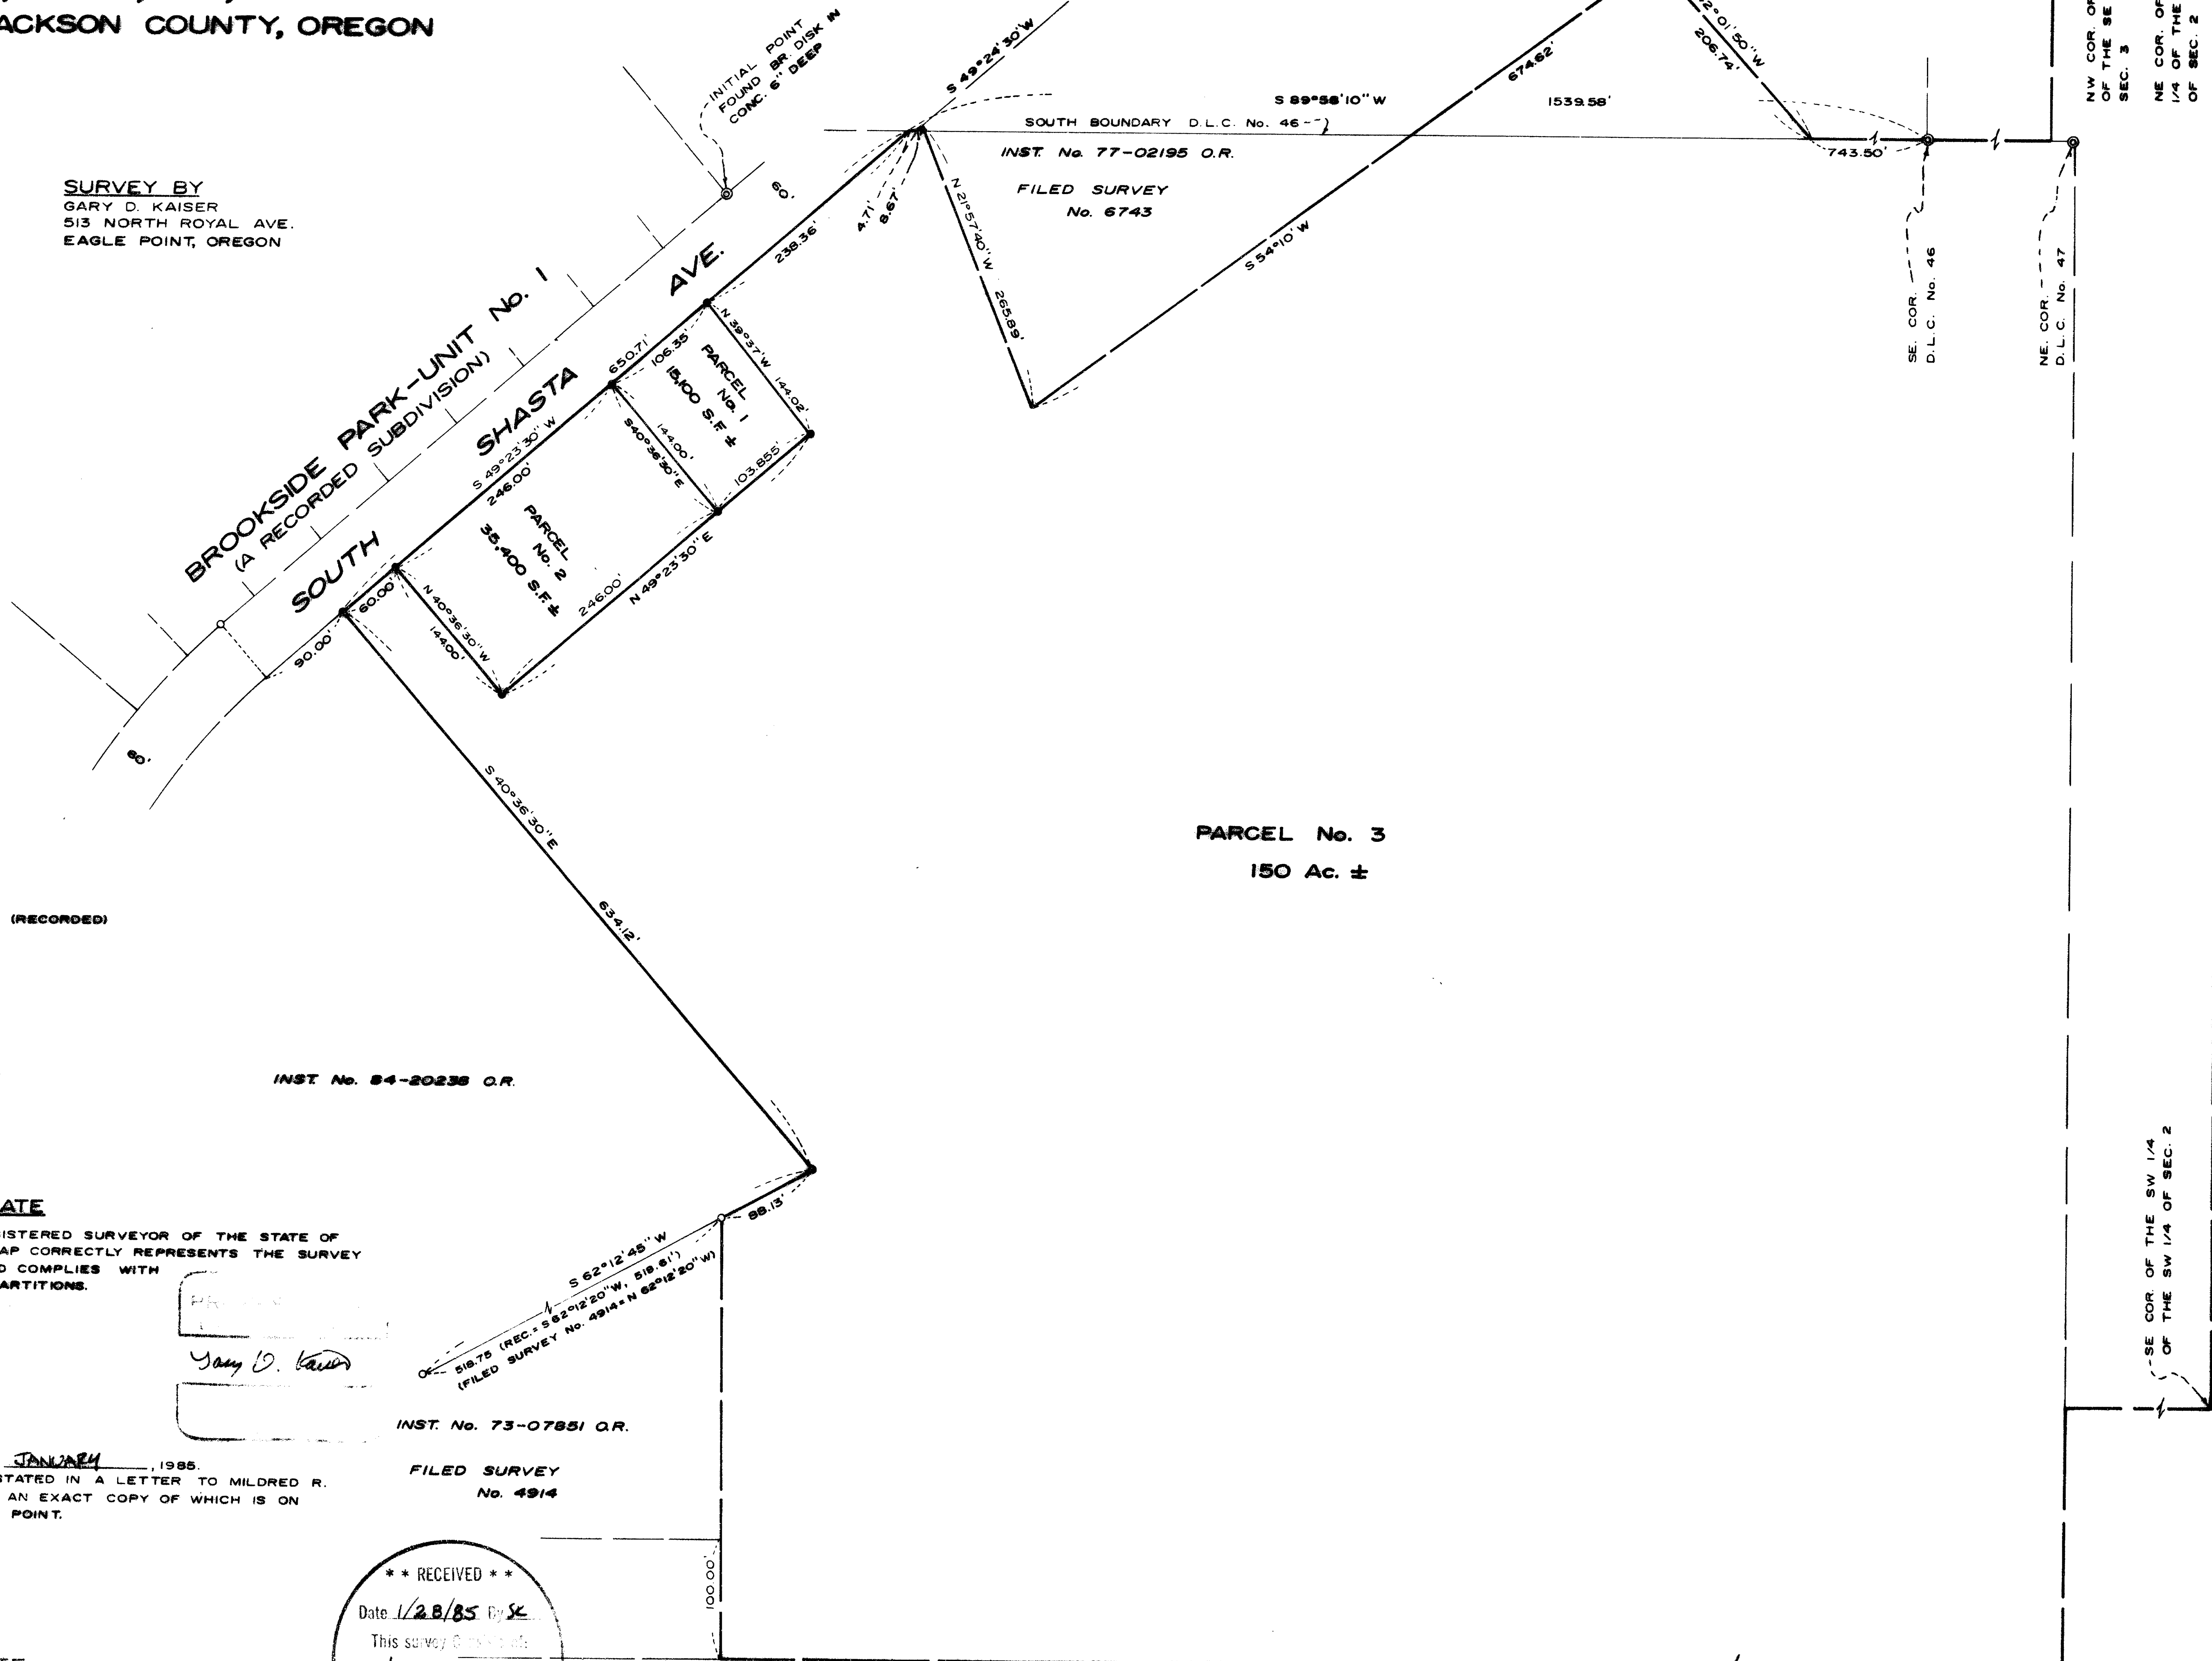 ACKSON COUNTY, OREGON
SURVEY BY
GARY D. KAISER
513 NORTH ROYAL AVE.
EAGLE POINT, OREGON
INITIAL POINT
FOUND BR. DISK IN
CONC. 6" DEEP
S 49°24'30"W
60'
4.71'
8.67'
238.36'
SOUTH BOUNDARY D.L.C. No. 46
S 89°58'10" W
1539.58'
INST. No. 77-02195 O.R.
FILED SURVEY
No. 6743
N 21°57'40" W 265.89'
S 54°10' W
674.62'
2°01'50"W
206.74'
743.50'
SE. COR.
D.L.C. No. 46
NE. COR.
D.L.C. No. 47
NW COR. OF
OF THE SE
SEC. 3
NE COR. OF
1/4 OF THE
OF SEC. 2
BROOKSIDE PARK-UNIT No. 1
(A RECORDED SUBDIVISION)
SOUTH SHASTA AVE.
650.71'
106.35'
N 39°37'W 144.02'
PARCEL
No. 1
15,100 S.F. ±
144.00'
S40°36'30"E
103.855'
S 49°23'30" W
246.00'
PARCEL
No. 2
35,400 S.F. ±
246.00'
N 49°23'30" E
60.00'
N 40°36'30" W
144.00'
90.00'
60'
S 40°36'30" E
634.12'
PARCEL No. 3
150 Ac. ±
(RECORDED)
INST. No. 84-20238 O.R.
88.13'
S 62°12'45" W
518.75 (REC.= S 62°12'20"W, 518.61')
(FILED SURVEY No. 4914= N 62°12'20"W)
INST. No. 73-07851 O.R.
FILED SURVEY
No. 4914
100.00'
SE COR. OF THE SW 1/4
OF THE SW 1/4 OF SEC. 2
ATE
ISTERED SURVEYOR OF THE STATE OF
AP CORRECTLY REPRESENTS THE SURVEY
D COMPLIES WITH
ARTITIONS.
Gary D. Kaiser
JANUARY, 1985.
STATED IN A LETTER TO MILDRED R.
AN EXACT COPY OF WHICH IS ON
POINT.
* * RECEIVED * *
Date 1/28/85 By SK
This survey